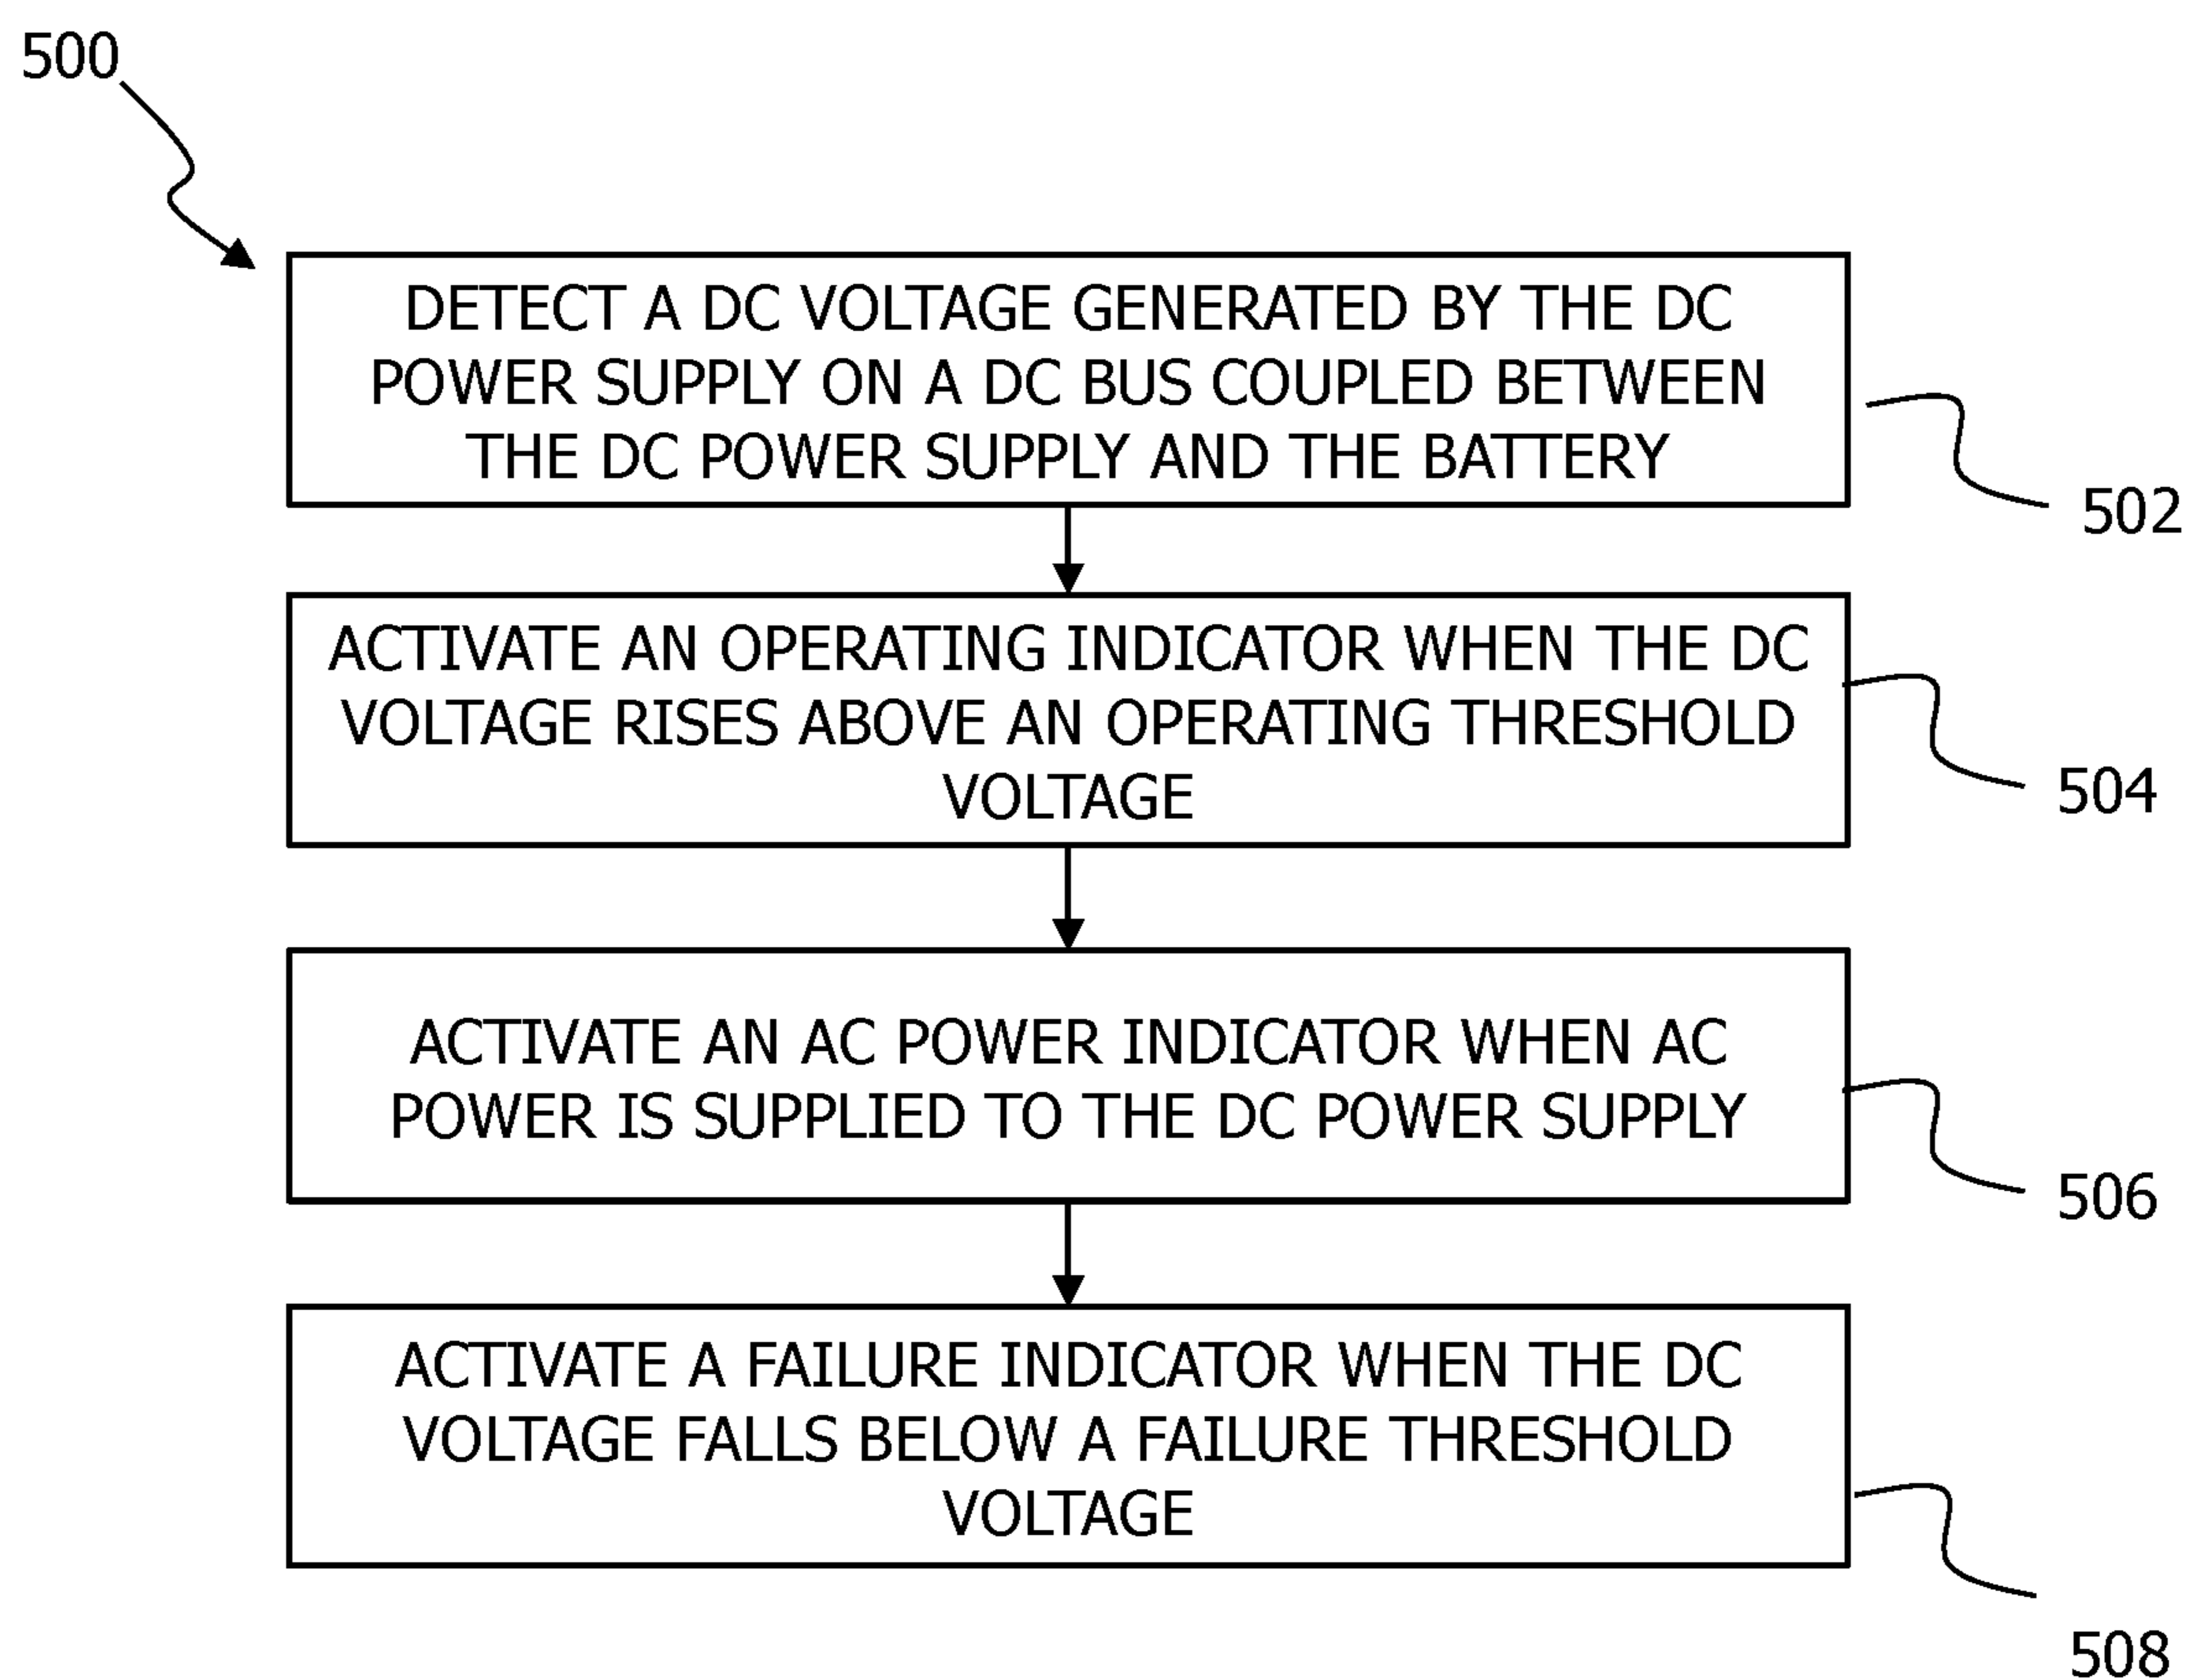 500
DETECT A DC VOLTAGE GENERATED BY THE DC
POWER SUPPLY ON A DC BUS COUPLED BETWEEN
THE DC POWER SUPPLY AND THE BATTERY
502
ACTIVATE AN OPERATING INDICATOR WHEN THE DC
VOLTAGE RISES ABOVE AN OPERATING THRESHOLD
VOLTAGE
504
ACTIVATE AN AC POWER INDICATOR WHEN AC
POWER IS SUPPLIED TO THE DC POWER SUPPLY
506
ACTIVATE A FAILURE INDICATOR WHEN THE DC
VOLTAGE FALLS BELOW A FAILURE THRESHOLD
VOLTAGE
508